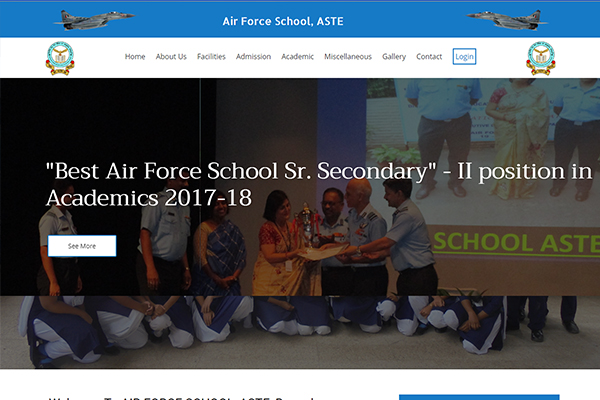 Air Force School, ASTE
Home About Us Facilities Admission Academic Miscellaneous Gallery Contact Login
"Best Air Force School Sr. Secondary" - II position in
Academics 2017-18
SCHOOL ASTE
See More